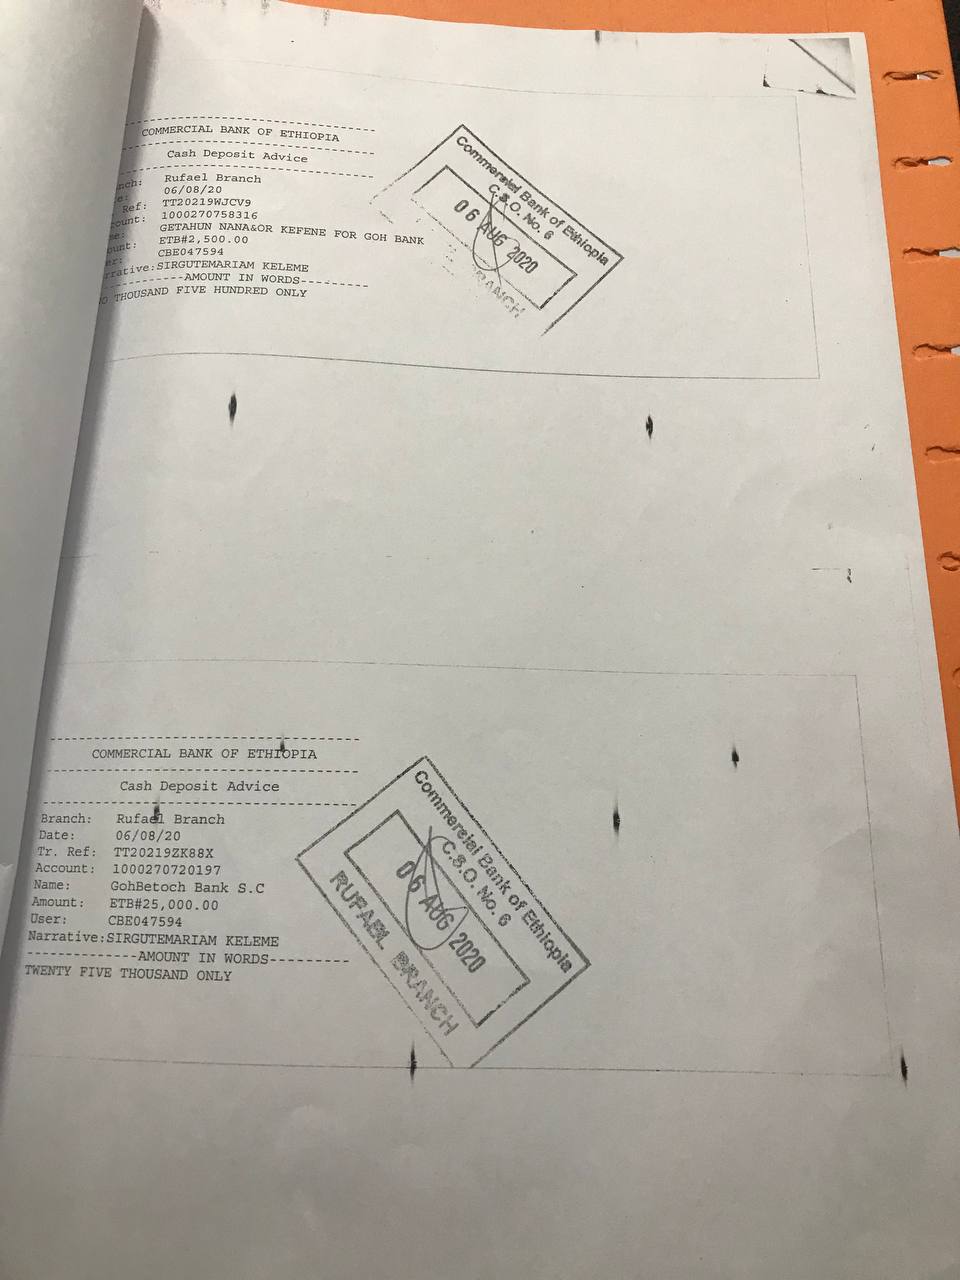 COMMERCIAL BANK OF ETHIOPIA
Cash Deposit Advice
nch: Rufael Branch
e: 06/08/20
Ref: TT20219WJCV9
count: 1000270758316
me: GETAHUN NANA&OR KEFENE FOR GOH BANK
ount: ETB#2,500.00
er: CBE047594
rrative:SIRGUTEMARIAM KELEME
-----------AMOUNT IN WORDS----------
O THOUSAND FIVE HUNDRED ONLY
Commercial Bank of Ethiopia
C.S.O. No. 6
06 AUG 2020
BRANCH
COMMERCIAL BANK OF ETHIOPIA
Cash Deposit Advice
Branch: Rufael Branch
Date: 06/08/20
Tr. Ref: TT20219ZK88X
Account: 1000270720197
Name: GohBetoch Bank S.C
Amount: ETB#25,000.00
User: CBE047594
Narrative:SIRGUTEMARIAM KELEME
-------------AMOUNT IN WORDS---------
TWENTY FIVE THOUSAND ONLY
Commercial Bank of Ethiopia
C.S.O. No. 6
06 AUG 2020
RUFAEL BRANCH